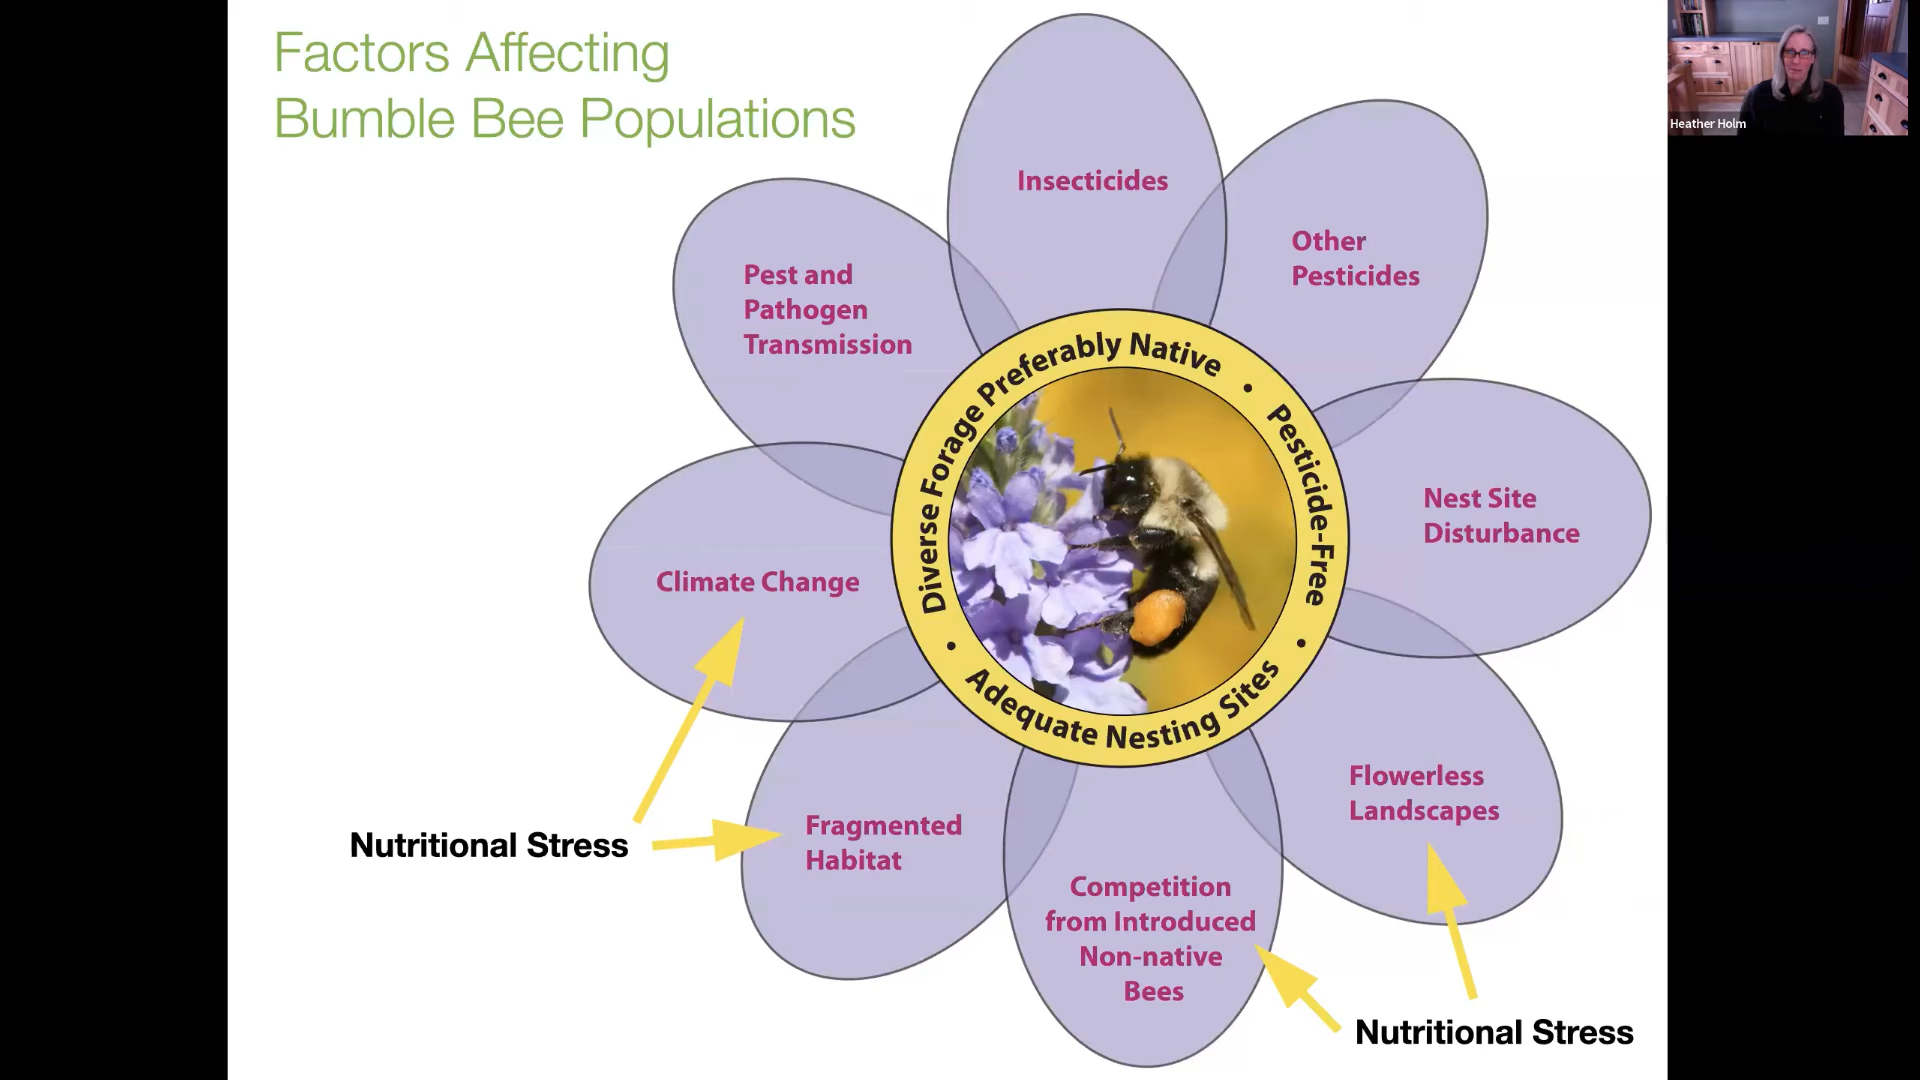 Factors Affecting
Bumble Bee Populations
Heather Holm
Insecticides
Other
Pesticides
Pest and
Pathogen
Transmission
Diverse Forage Preferably Native • Pesticide-Free • Adequate Nesting Sites •
Nest Site
Disturbance
Climate Change
Flowerless
Landscapes
Fragmented
Habitat
Nutritional Stress
Competition
from Introduced
Non-native
Bees
Nutritional Stress